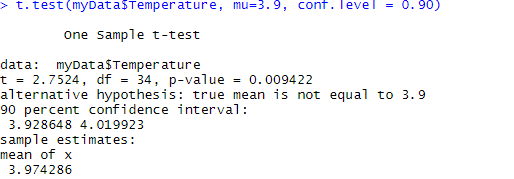 > t.test(myData$Temperature, mu=3.9, conf.level = 0.90)
One Sample t-test
data:  myData$Temperature
t = 2.7524, df = 34, p-value = 0.009422
alternative hypothesis: true mean is not equal to 3.9
90 percent confidence interval:
3.928648 4.019923
sample estimates:
mean of x
3.974286